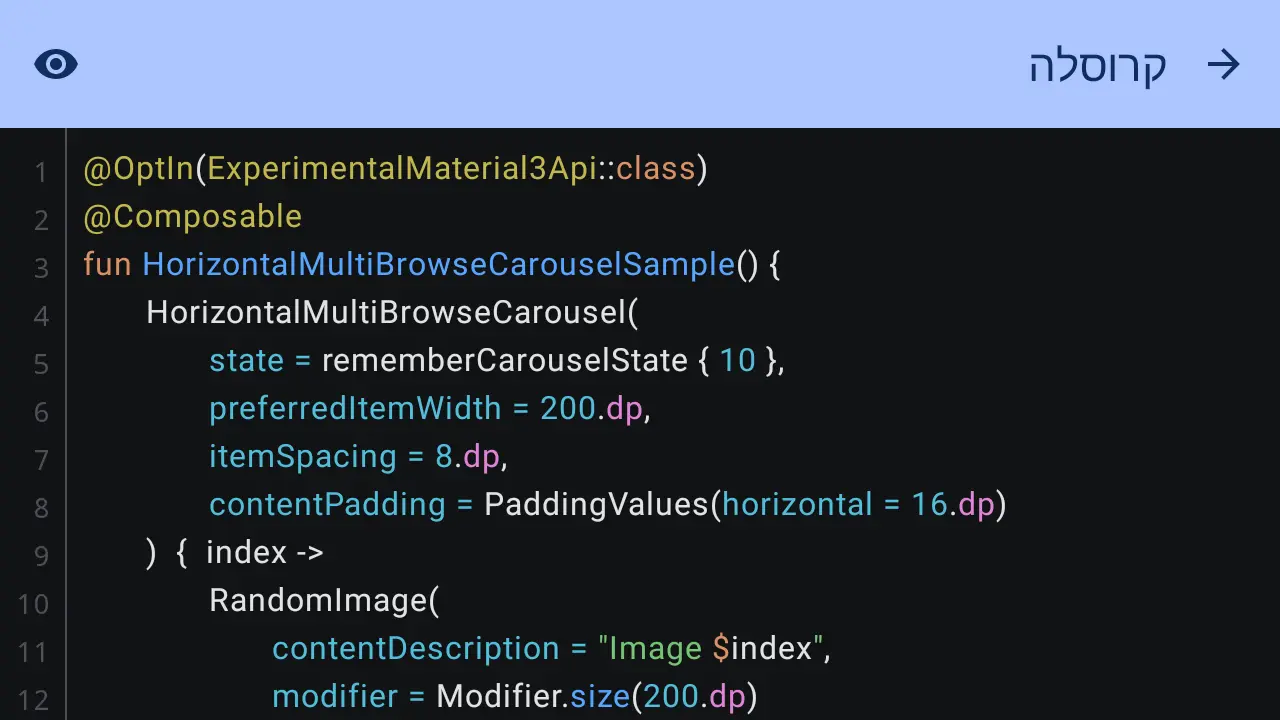 קרוסלה
1 @OptIn(ExperimentalMaterial3Api::class)
2 @Composable
3 fun HorizontalMultiBrowseCarouselSample() {
4 HorizontalMultiBrowseCarousel(
5 state = rememberCarouselState { 10 },
6 preferredItemWidth = 200.dp,
7 itemSpacing = 8.dp,
8 contentPadding = PaddingValues(horizontal = 16.dp)
9 ) { index ->
10 RandomImage(
11 contentDescription = "Image $index",
12 modifier = Modifier.size(200.dp)